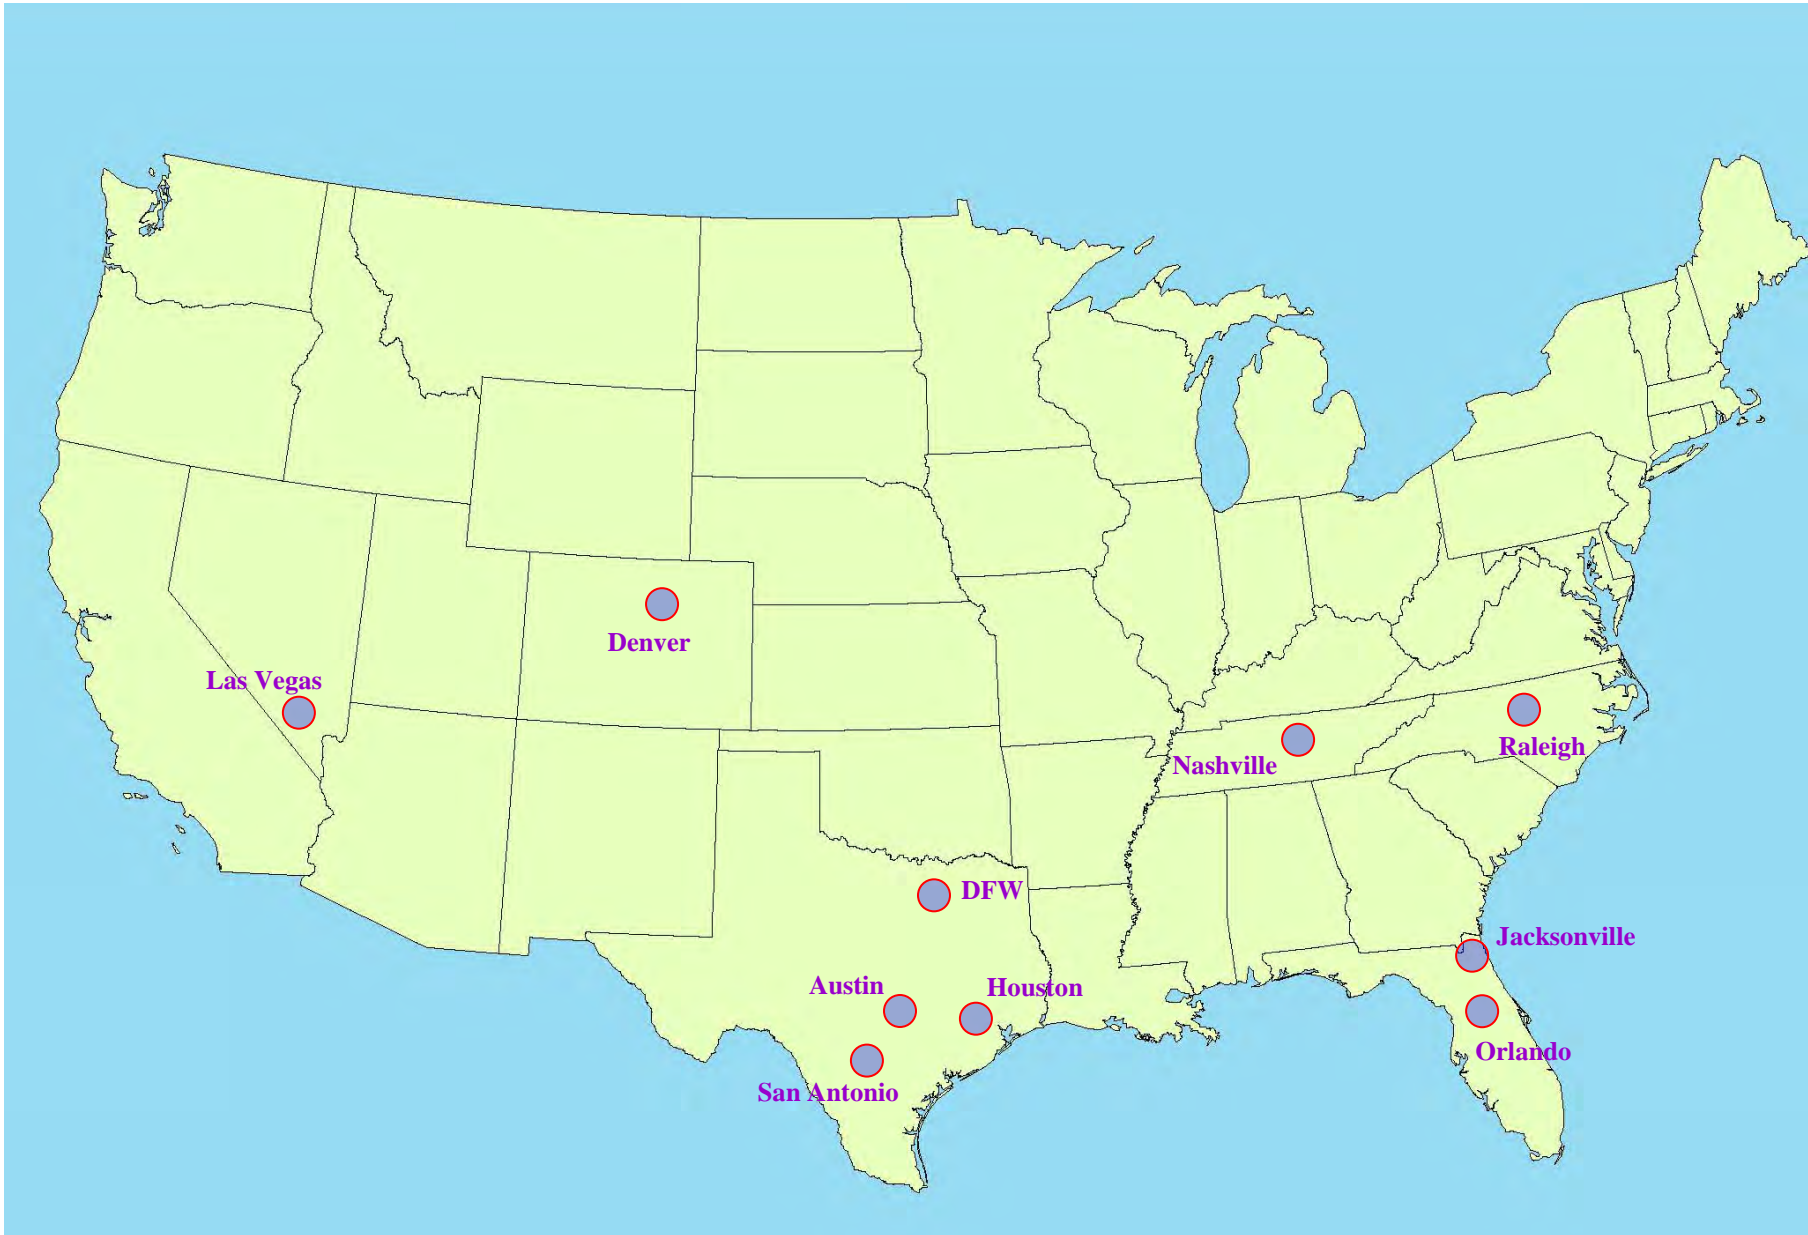 Denver
Las Vegas
Raleigh
Nashville
DFW
Jacksonville
Austin
Houston
Orlando
San Antonio